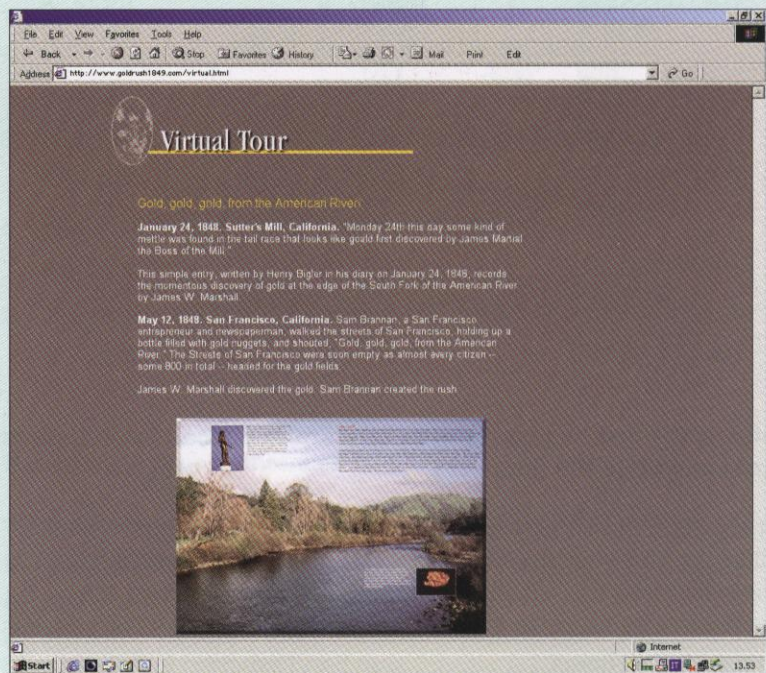 File Edit View Favorites Tools Help
Back Stop Favorites History Mail Print Edit
Address http://www.goldrush1849.com/virtual.html Go
Virtual Tour
Gold, gold, gold, from the American River!
January 24, 1848. Sutter's Mill, California. "Monday 24th this day some kind of
mettle was found in the tail race that looks like goald first discovered by James Martial
the Boss of the Mill."
This simple entry, written by Henry Bigler in his diary on January 24, 1848, records
the momentous discovery of gold at the edge of the South Fork of the American River
by James W. Marshall.
May 12, 1848. San Francisco, California. Sam Brannan, a San Francisco
entrepreneur and newspaperman, walked the streets of San Francisco, holding up a
bottle filled with gold nuggets, and shouted, "Gold, gold, gold, from the American
River." The Streets of San Francisco were soon empty as almost every citizen –
some 800 in total – headed for the gold fields.
James W. Marshall discovered the gold. Sam Brannan created the rush.
Internet
Start 13.53